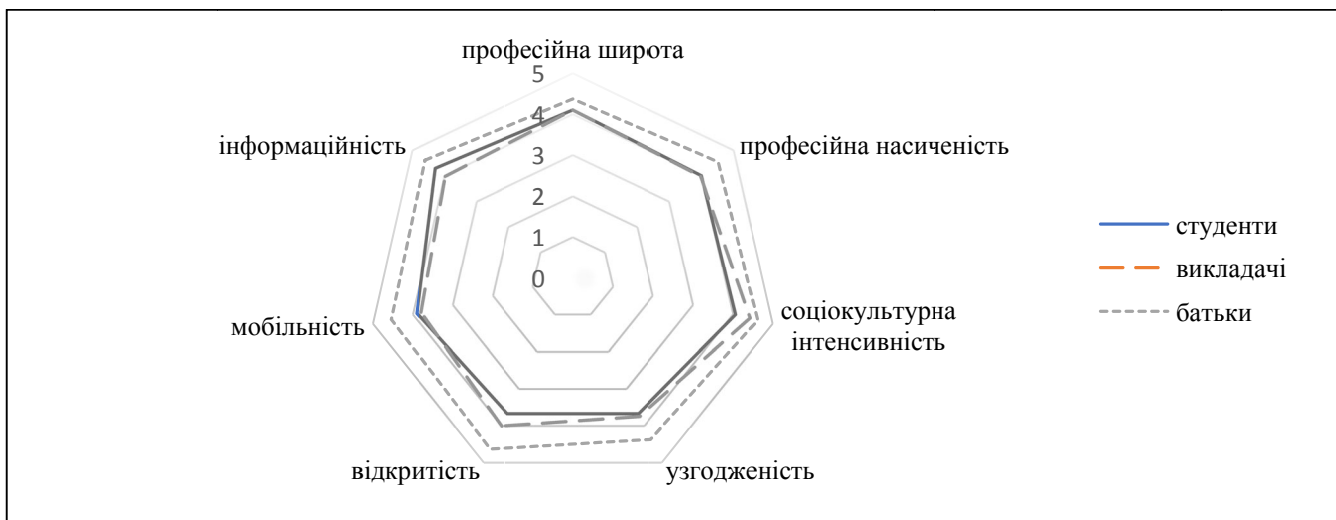 професійна широта
5
4
3
2
1
0
інформаційність
професійна насиченість
мобільність
соціокультурна
інтенсивність
відкритість
узгодженість
студенти
викладачі
батьки